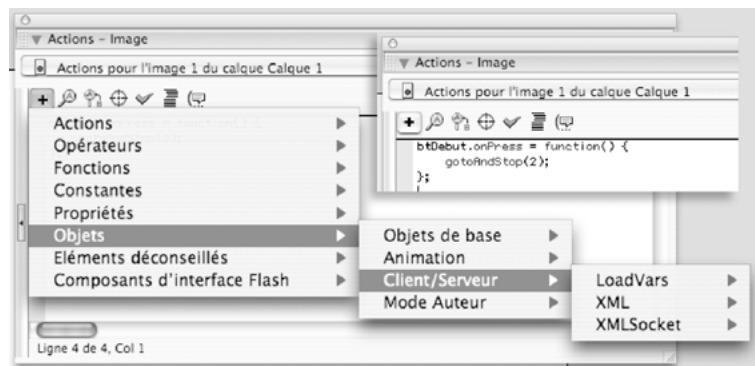 Actions – Image
Actions pour l'image 1 du calque Calque 1
Actions
Opérateurs
Fonctions
Constantes
Propriétés
Objets
Eléments déconseillés
Composants d'interface Flash
Ligne 4 de 4, Col 1
Objets de base
Animation
Client/Serveur
Mode Auteur
LoadVars
XML
XMLSocket
Actions – Image
Actions pour l'image 1 du calque Calque 1
btDebut.onPress = function() {
gotoAndStop(2);
};